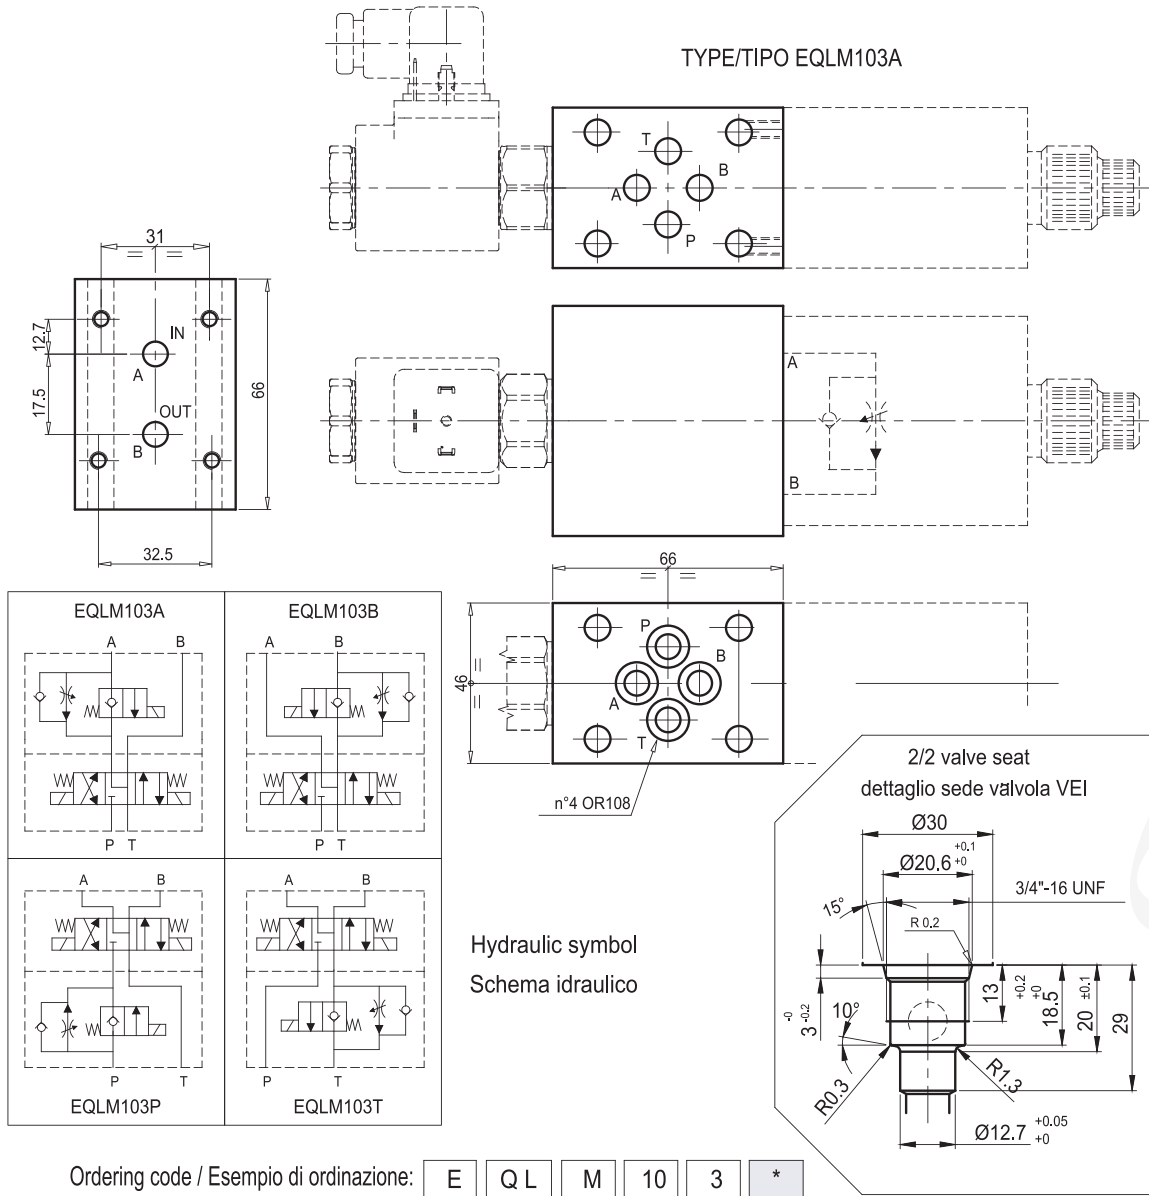 TYPE/TIPO EQLM103A
T
B
A
P
31
= =
12.7
17.5
66
IN
A
OUT
B
32.5
A
B
66
= =
46
= =
P
B
A
T
n°4 OR108
EQLM103A
A B
P T
EQLM103B
A B
P T
A B
P T
EQLM103P
A B
P T
EQLM103T
Hydraulic symbol
Schema idraulico
2/2 valve seat
dettaglio sede valvola VEI
Ø30
Ø20.6 +0.1 +0
3/4"-16 UNF
15°
R 0.2
3 -0 -0.2
10°
13
18.5 +0.2 +0
20 ±0.1
29
R0.3
R1.3
Ø12.7 +0.05 +0
Ordering code / Esempio di ordinazione: E QL M 10 3 *